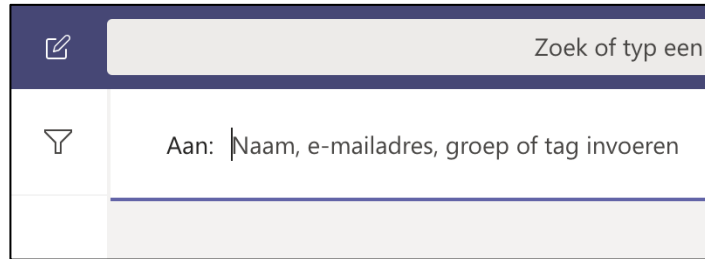 Zoek of typ een
Aan: Naam, e-mailadres, groep of tag invoeren